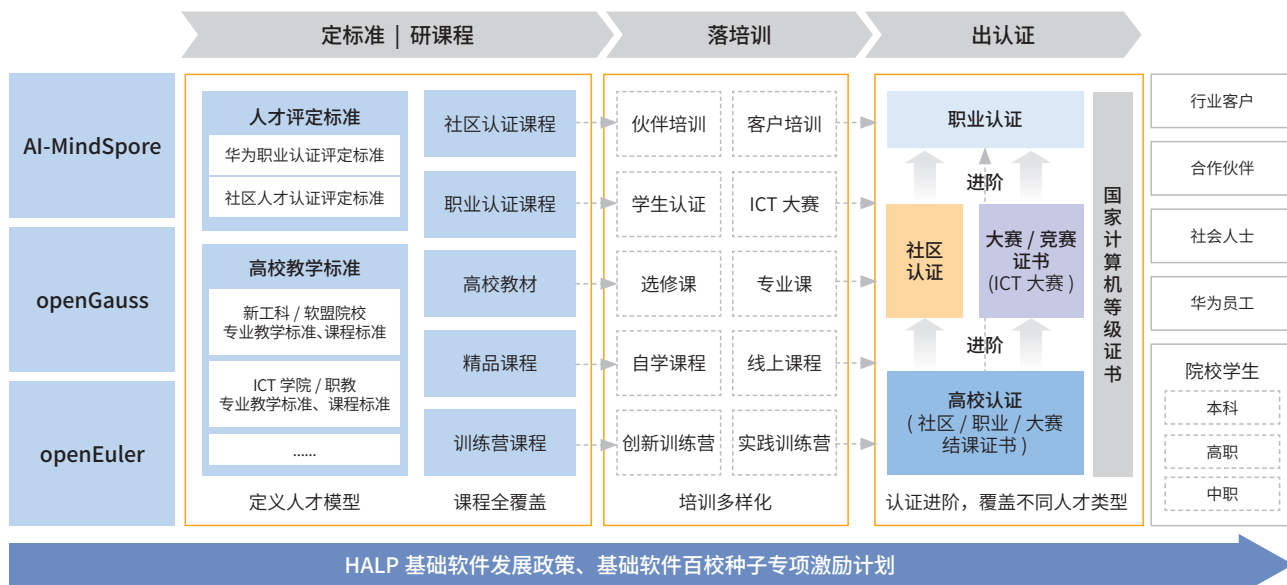 定标准 | 研课程
落培训
出认证
AI-MindSpore
openGauss
openEuler
人才评定标准
华为职业认证评定标准
社区人才认证评定标准
高校教学标准
新工科 / 软盟院校
专业教学标准、课程标准
ICT 学院 / 职教
专业教学标准、课程标准
......
定义人才模型
社区认证课程
职业认证课程
高校教材
精品课程
训练营课程
课程全覆盖
伙伴培训
客户培训
学生认证
ICT 大赛
选修课
专业课
自学课程
线上课程
创新训练营
实践训练营
培训多样化
职业认证
进阶
社区
认证
大赛 / 竞赛
证书
(ICT 大赛 )
进阶
高校认证
( 社区 / 职业 / 大赛
结课证书 )
国家计算机等级证书
认证进阶，覆盖不同人才类型
行业客户
合作伙伴
社会人士
华为员工
院校学生
本科
高职
中职
HALP 基础软件发展政策、基础软件百校种子专项激励计划